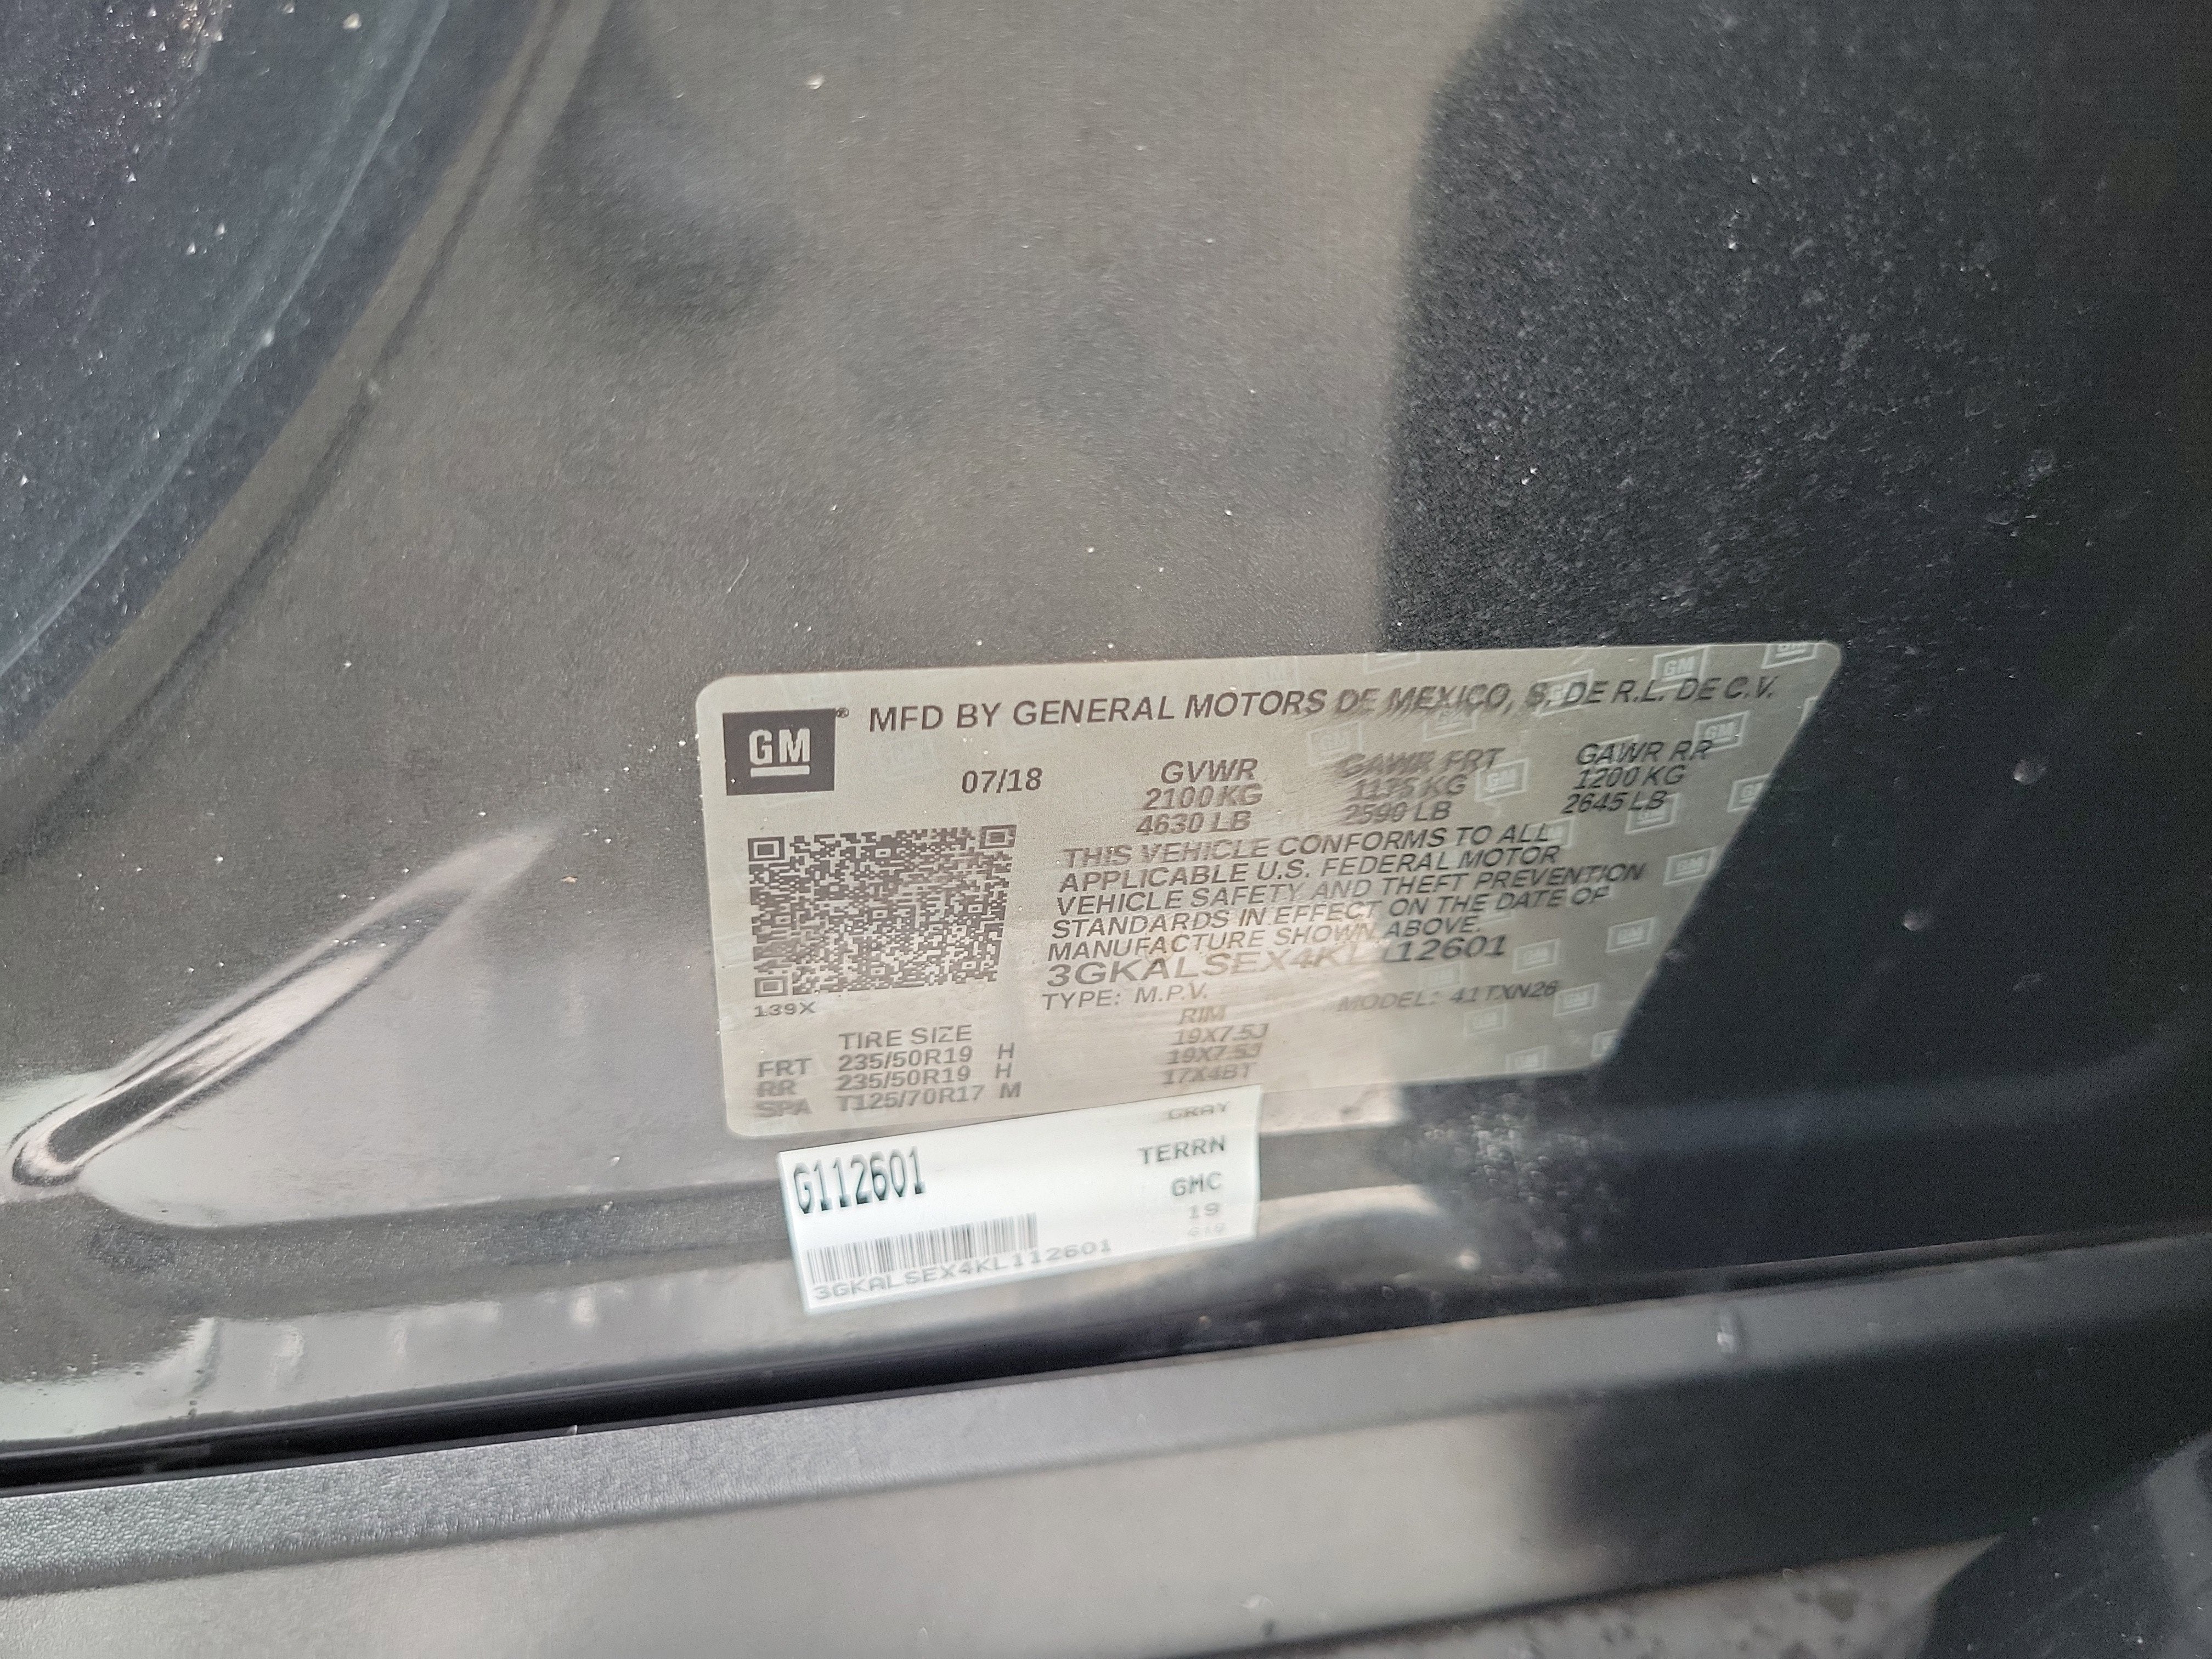 GM
MFD BY GENERAL MOTORS DE MEXICO, S. DE R.L. DE C.V.
07/18 GVWR GAWR FRT GAWR RR
2100 KG 1175 KG 1200 KG
4630 LB 2590 LB 2645 LB
THIS VEHICLE CONFORMS TO ALL
APPLICABLE U.S. FEDERAL MOTOR
VEHICLE SAFETY AND THEFT PREVENTION
STANDARDS IN EFFECT ON THE DATE OF
MANUFACTURE SHOWN ABOVE.
3GKALSEX4KL112601
139X TYPE: M.P.V. MODEL: 41TXN26
TIRE SIZE RIM
FRT 235/50R19 H 19X7.5J
RR 235/50R19 H 19X7.5J
SPA T125/70R17 M 17X4BT
GRAY
G112601 TERRN
GMC
19
3GKALSEX4KL112601